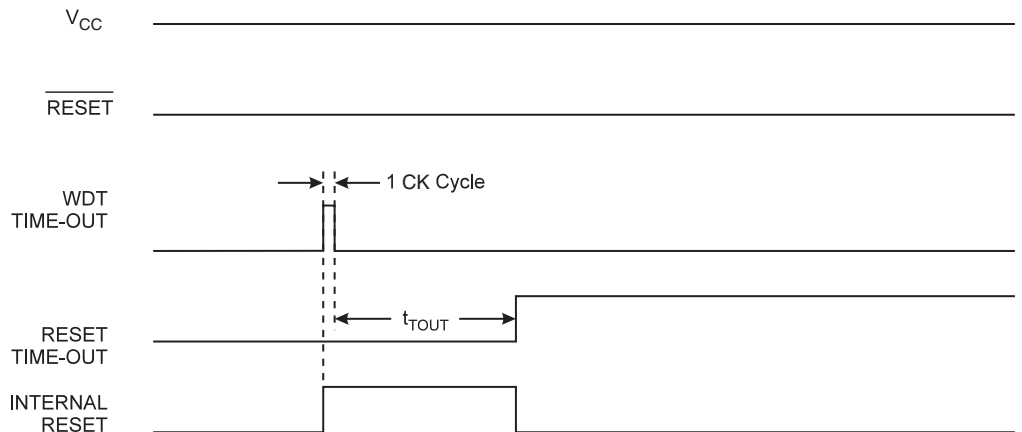 VCC
RESET
1 CK Cycle
WDT
TIME-OUT
tTOUT
RESET
TIME-OUT
INTERNAL
RESET